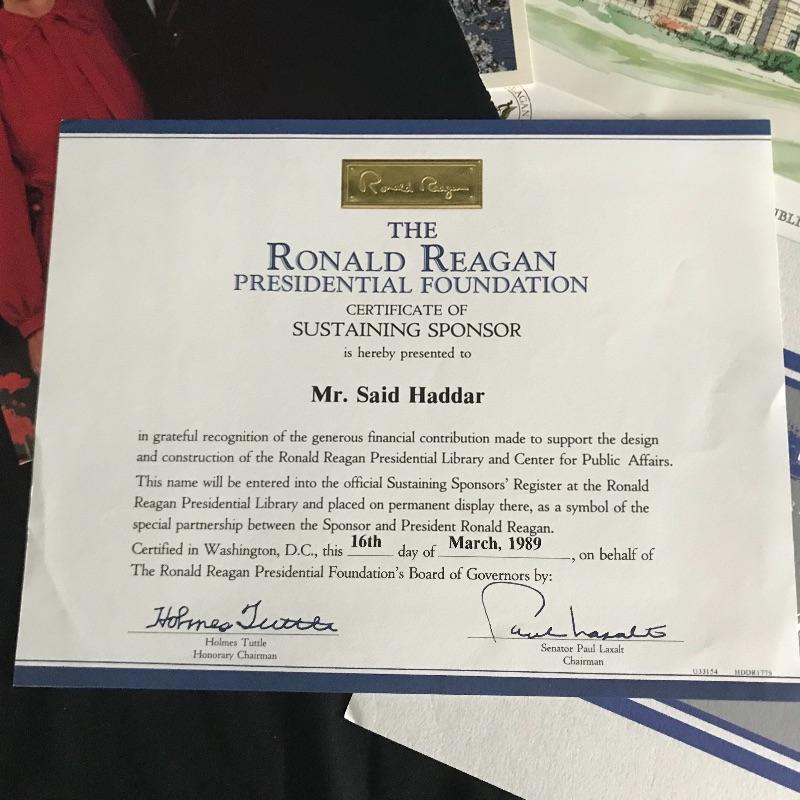 Ronald Reagan
THE
RONALD REAGAN
PRESIDENTIAL FOUNDATION
CERTIFICATE OF
SUSTAINING SPONSOR
is hereby presented to
Mr. Said Haddar
in grateful recognition of the generous financial contribution made to support the design
and construction of the Ronald Reagan Presidential Library and Center for Public Affairs.
This name will be entered into the official Sustaining Sponsors' Register at the Ronald
Reagan Presidential Library and placed on permanent display there, as a symbol of the
special partnership between the Sponsor and President Ronald Reagan.
Certified in Washington, D.C., this 16th day of March, 1989, on behalf of
The Ronald Reagan Presidential Foundation's Board of Governors by:
Holmes Tuttle Paul Laxalt
Holmes Tuttle Senator Paul Laxalt
Honorary Chairman Chairman
U33154 HDDR1779